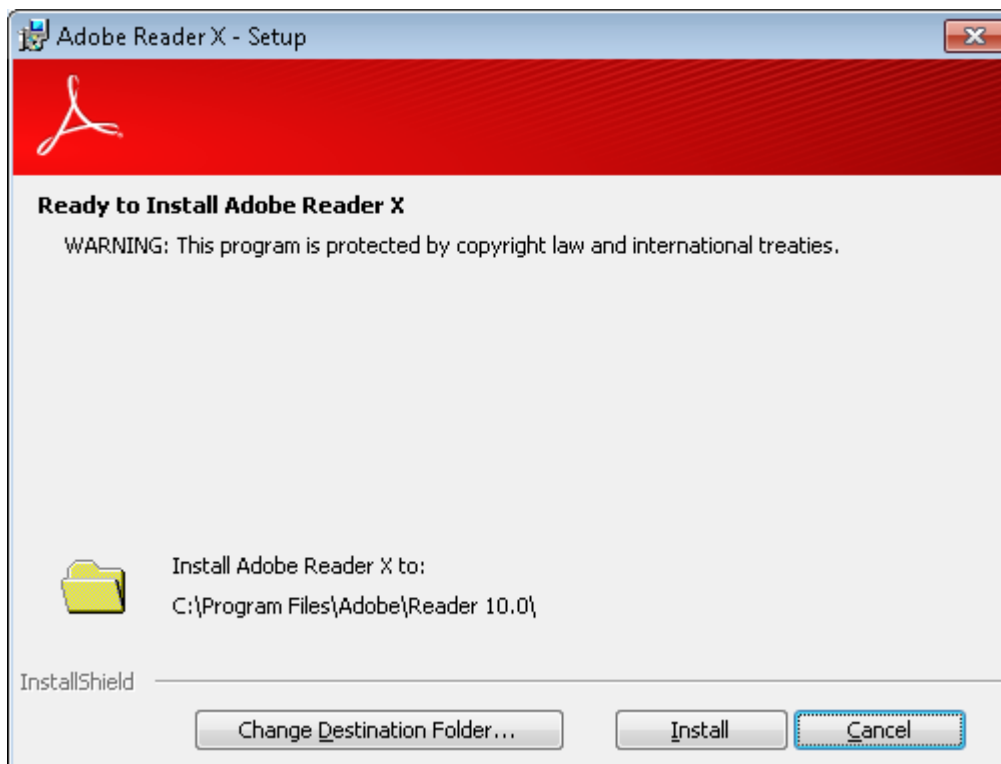 Adobe Reader X - Setup
Ready to Install Adobe Reader X
WARNING: This program is protected by copyright law and international treaties.
Install Adobe Reader X to:
C:\Program Files\Adobe\Reader 10.0\
InstallShield
Change Destination Folder...
Install
Cancel